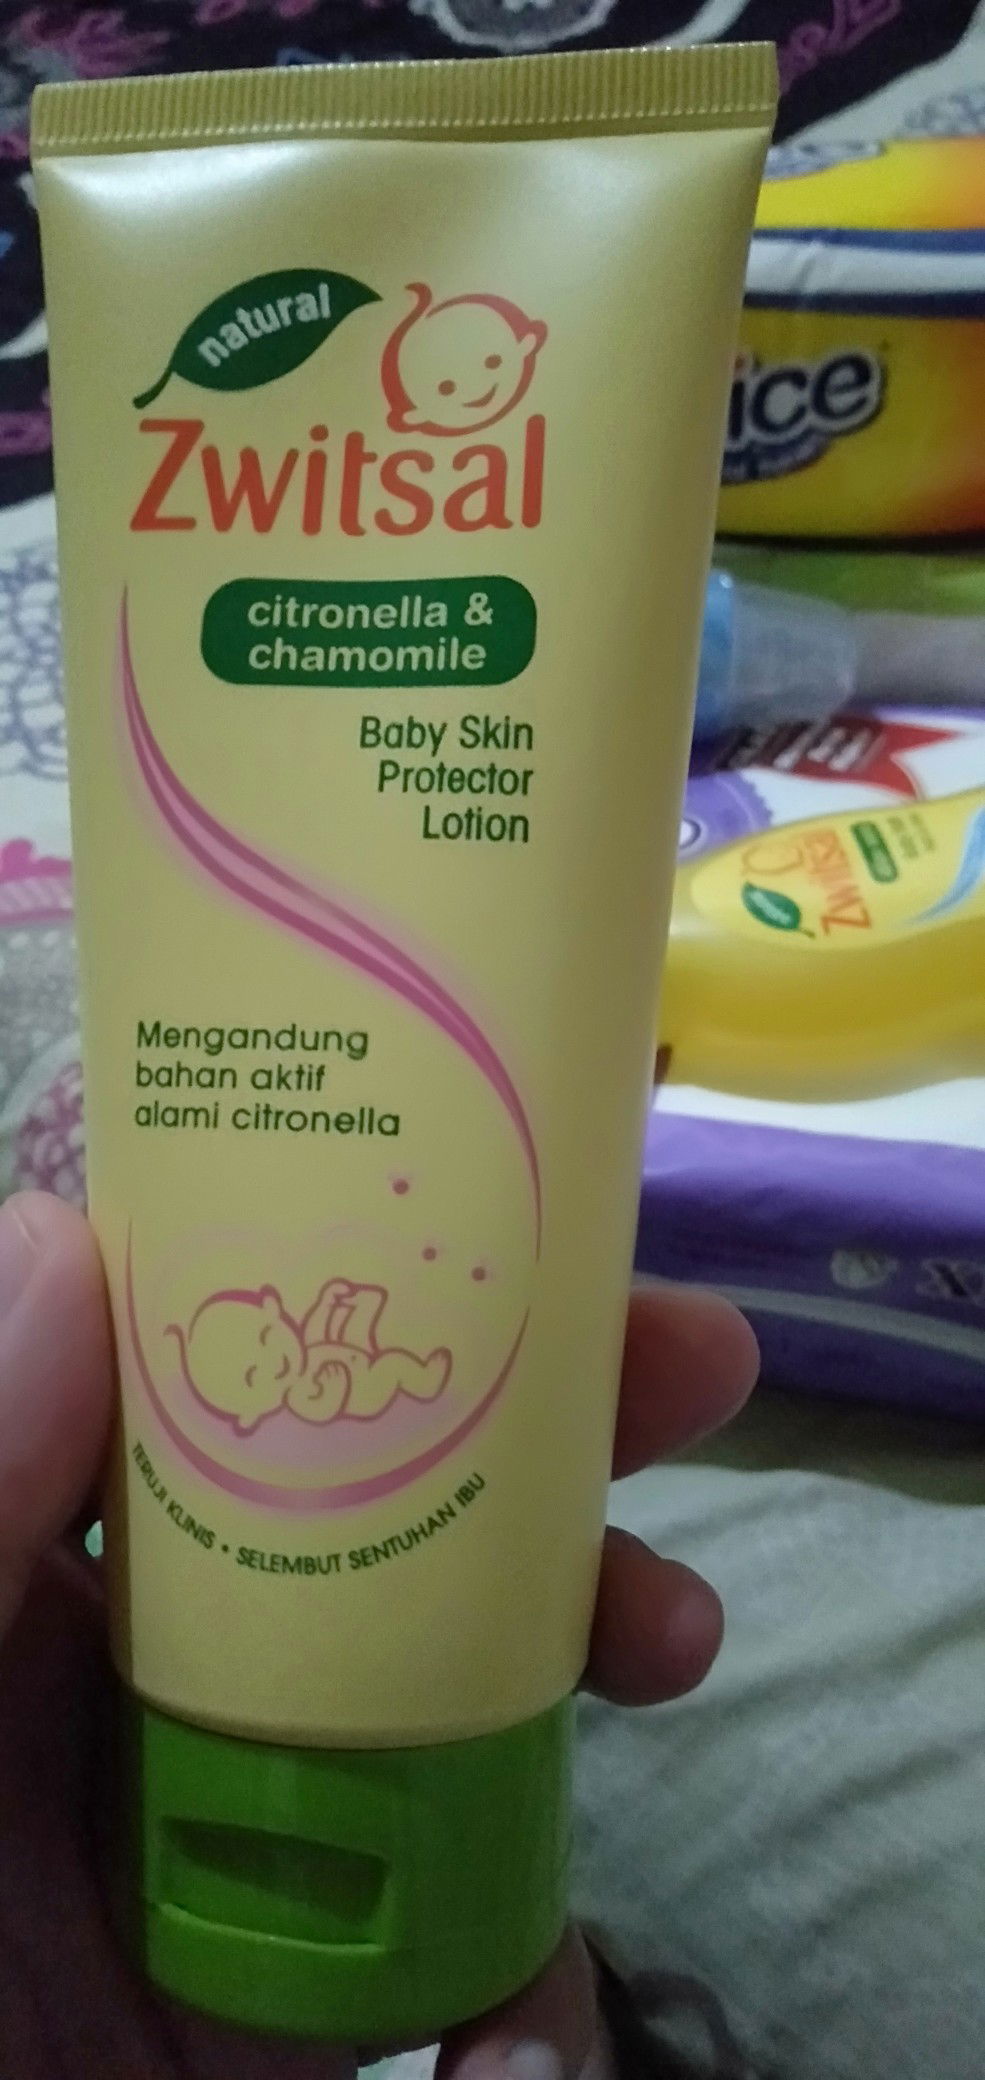 natural
Zwitsal
citronella &
chamomile
Baby Skin
Protector
Lotion
Mengandung
bahan aktif
alami citronella
TERUJI KLINIS • SELEMBUT SENTUHAN IBU
ice
Zwitsal